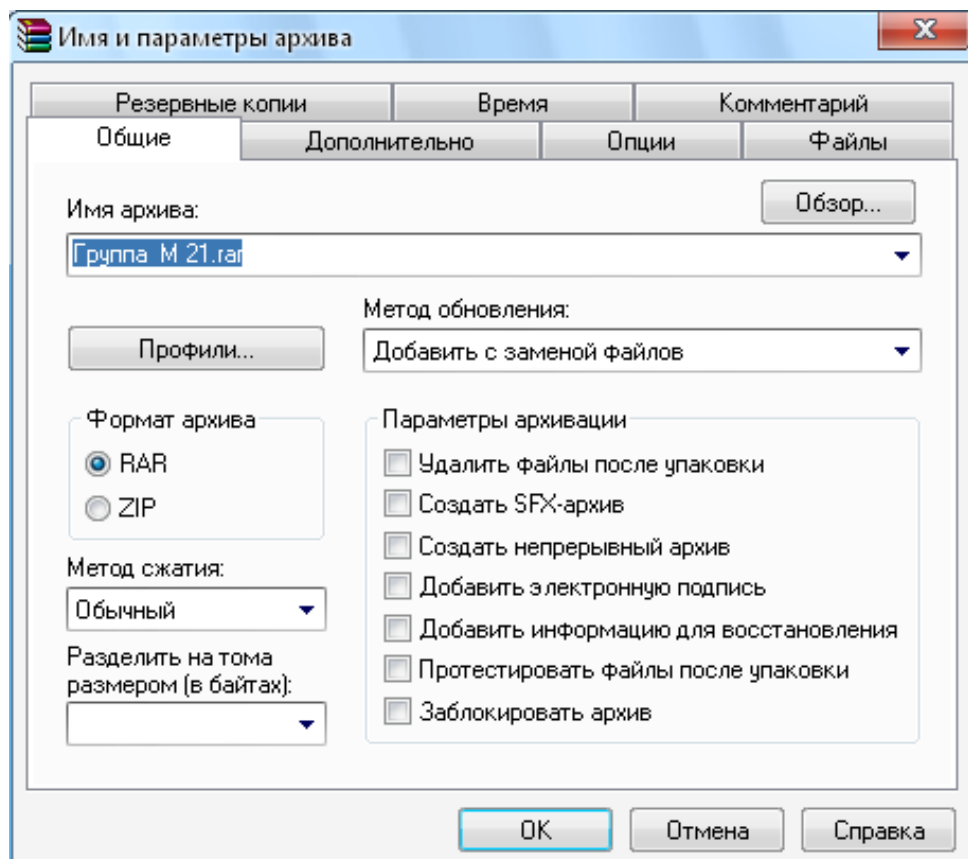 Имя и параметры архива
Резервные копии Время Комментарий
Общие Дополнительно Опции Файлы
Имя архива:
Обзор...
Группа М 21.rar
Метод обновления:
Профили...
Добавить с заменой файлов
Формат архива
RAR
ZIP
Метод сжатия:
Обычный
Разделить на тома
размером (в байтах):
Параметры архивации
Удалить файлы после упаковки
Создать SFX-архив
Создать непрерывный архив
Добавить электронную подпись
Добавить информацию для восстановления
Протестировать файлы после упаковки
Заблокировать архив
OK Отмена Справка